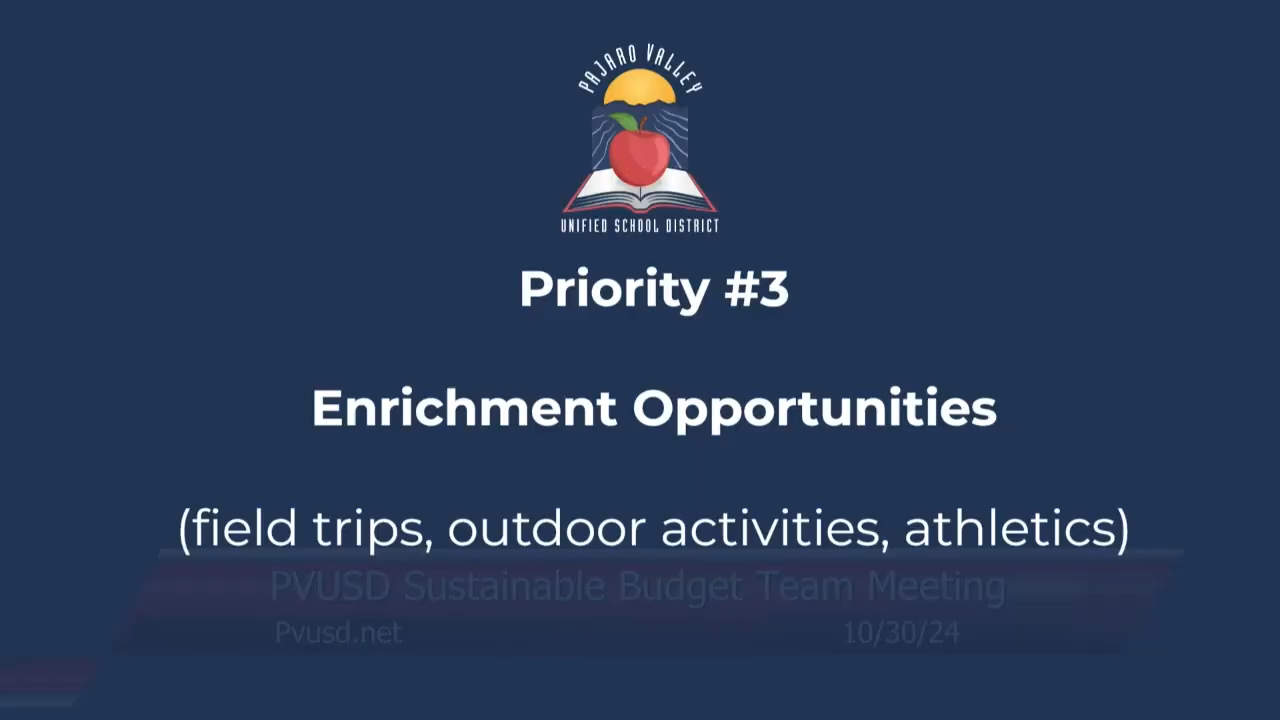 PAJARO VALLEY
UNIFIED SCHOOL DISTRICT
Priority #3
Enrichment Opportunities
(field trips, outdoor activities, athletics)
PVUSD Sustainable Budget Team Meeting
Pvusd.net 10/30/24